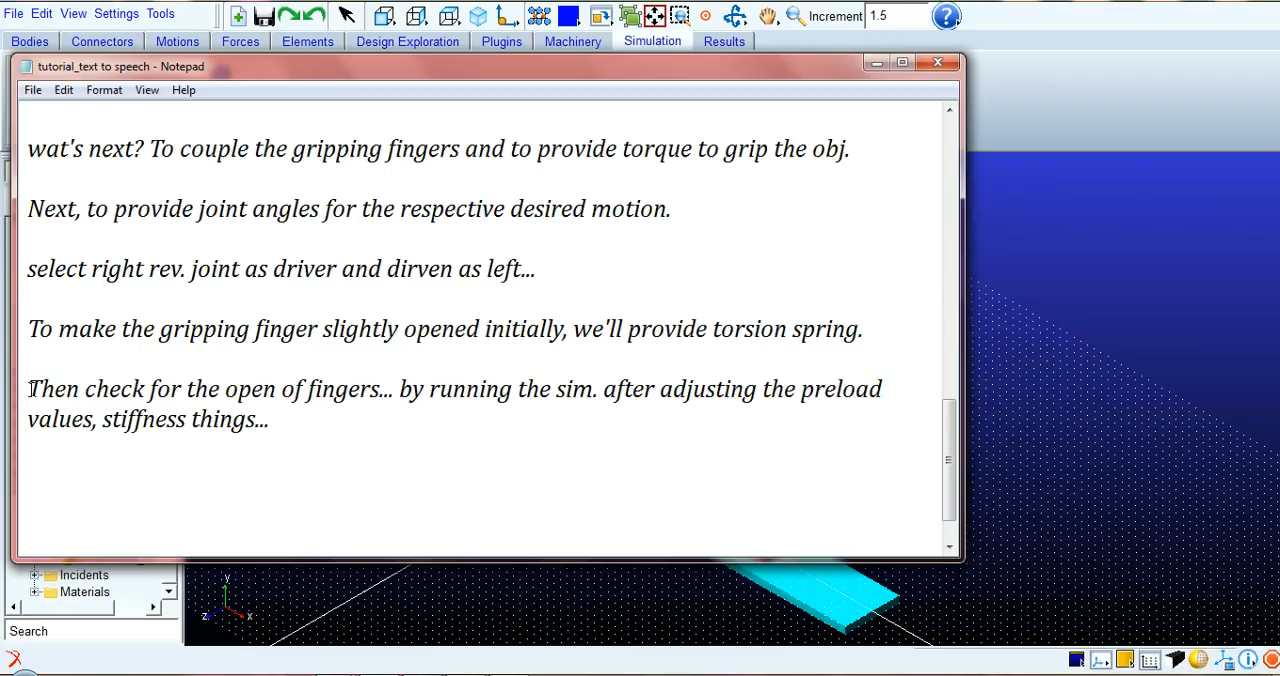 File Edit View Settings Tools Increment 1.5 ?
Bodies Connectors Motions Forces Elements Design Exploration Plugins Machinery Simulation Results
tutorial_text to speech - Notepad
File Edit Format View Help
wat's next? To couple the gripping fingers and to provide torque to grip the obj.
Next, to provide joint angles for the respective desired motion.
select right rev. joint as driver and dirven as left...
To make the gripping finger slightly opened initially, we'll provide torsion spring.
Then check for the open of fingers... by running the sim. after adjusting the preload
values, stiffness things...
Incidents
Materials
y
z x
Search